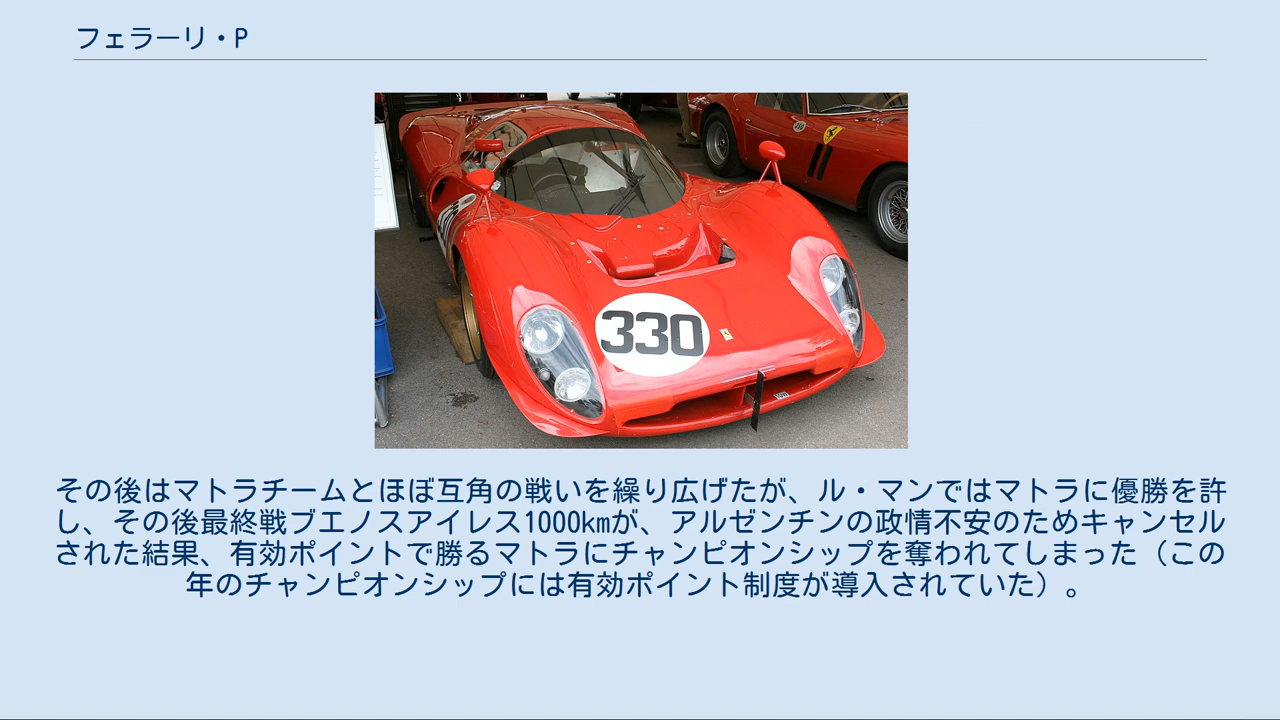 フェラーリ・P
330
その後はマトラチームとほぼ互角の戦いを繰り広げたが、ル・マンではマトラに優勝を許
し、その後最終戦ブエノスアイレス1000kmが、アルゼンチンの政情不安のためキャンセル
された結果、有効ポイントで勝るマトラにチャンピオンシップを奪われてしまった（この
年のチャンピオンシップには有効ポイント制度が導入されていた）。